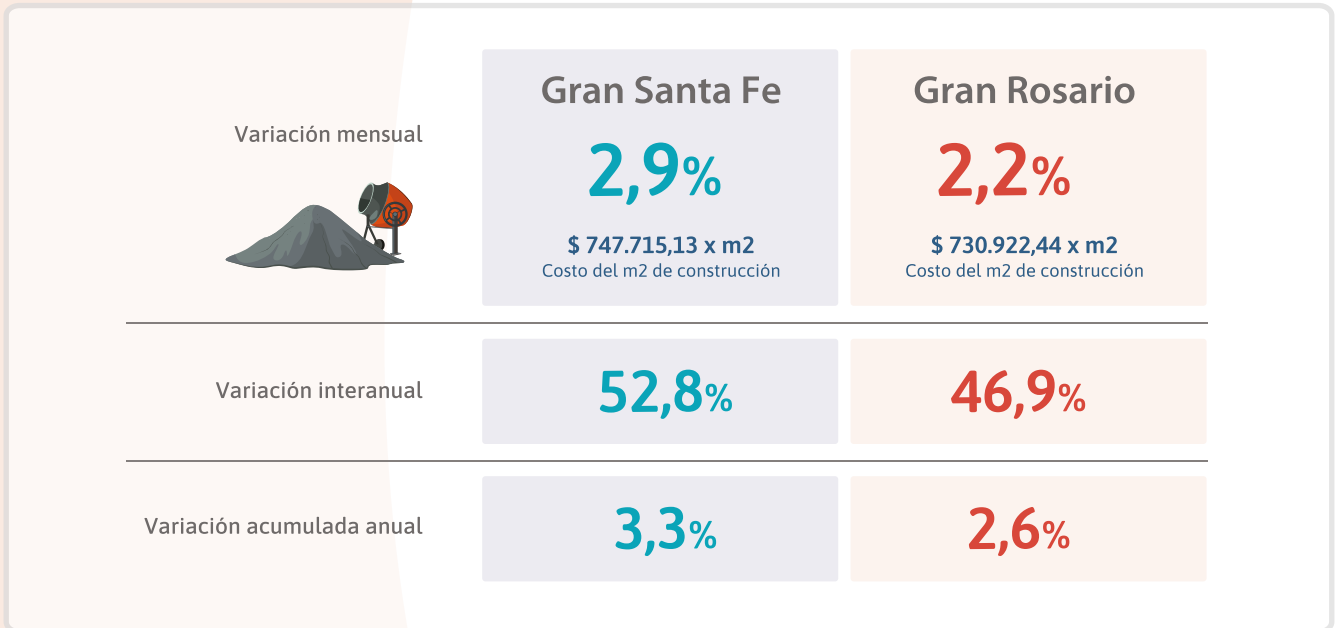 Gran Santa Fe
Gran Rosario
Variación mensual
2,9%
2,2%
$ 747.715,13 x m2
$ 730.922,44 x m2
Costo del m2 de construcción
Costo del m2 de construcción
Variación interanual
52,8%
46,9%
Variación acumulada anual
3,3%
2,6%